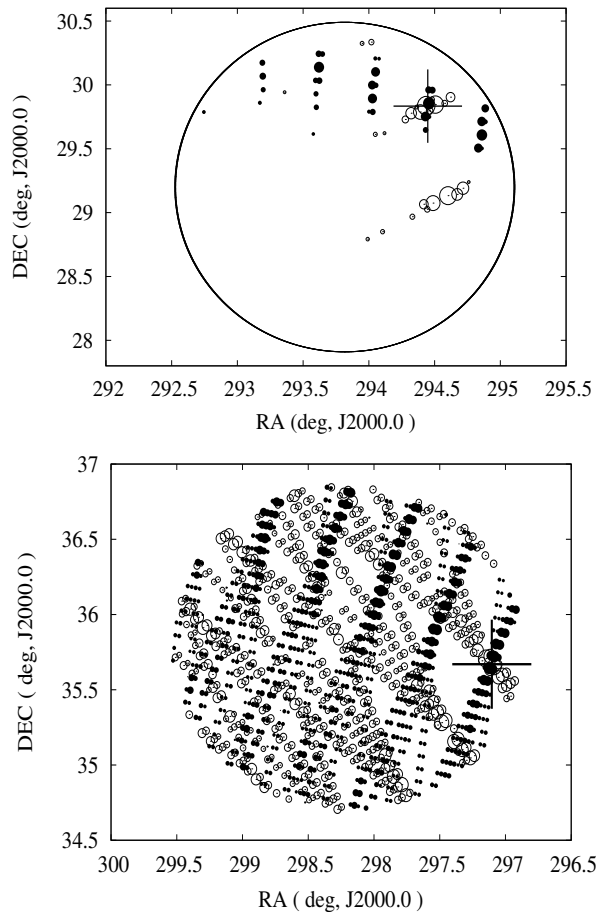 30.5
30
29.5
29
28.5
28
DEC (deg, J2000.0 )
292 292.5 293 293.5 294 294.5 295 295.5
RA (deg, J2000.0 )
37
36.5
36
35.5
35
34.5
DEC ( deg, J2000.0 )
300 299.5 299 298.5 298 297.5 297 296.5
RA ( deg, J2000.0 )